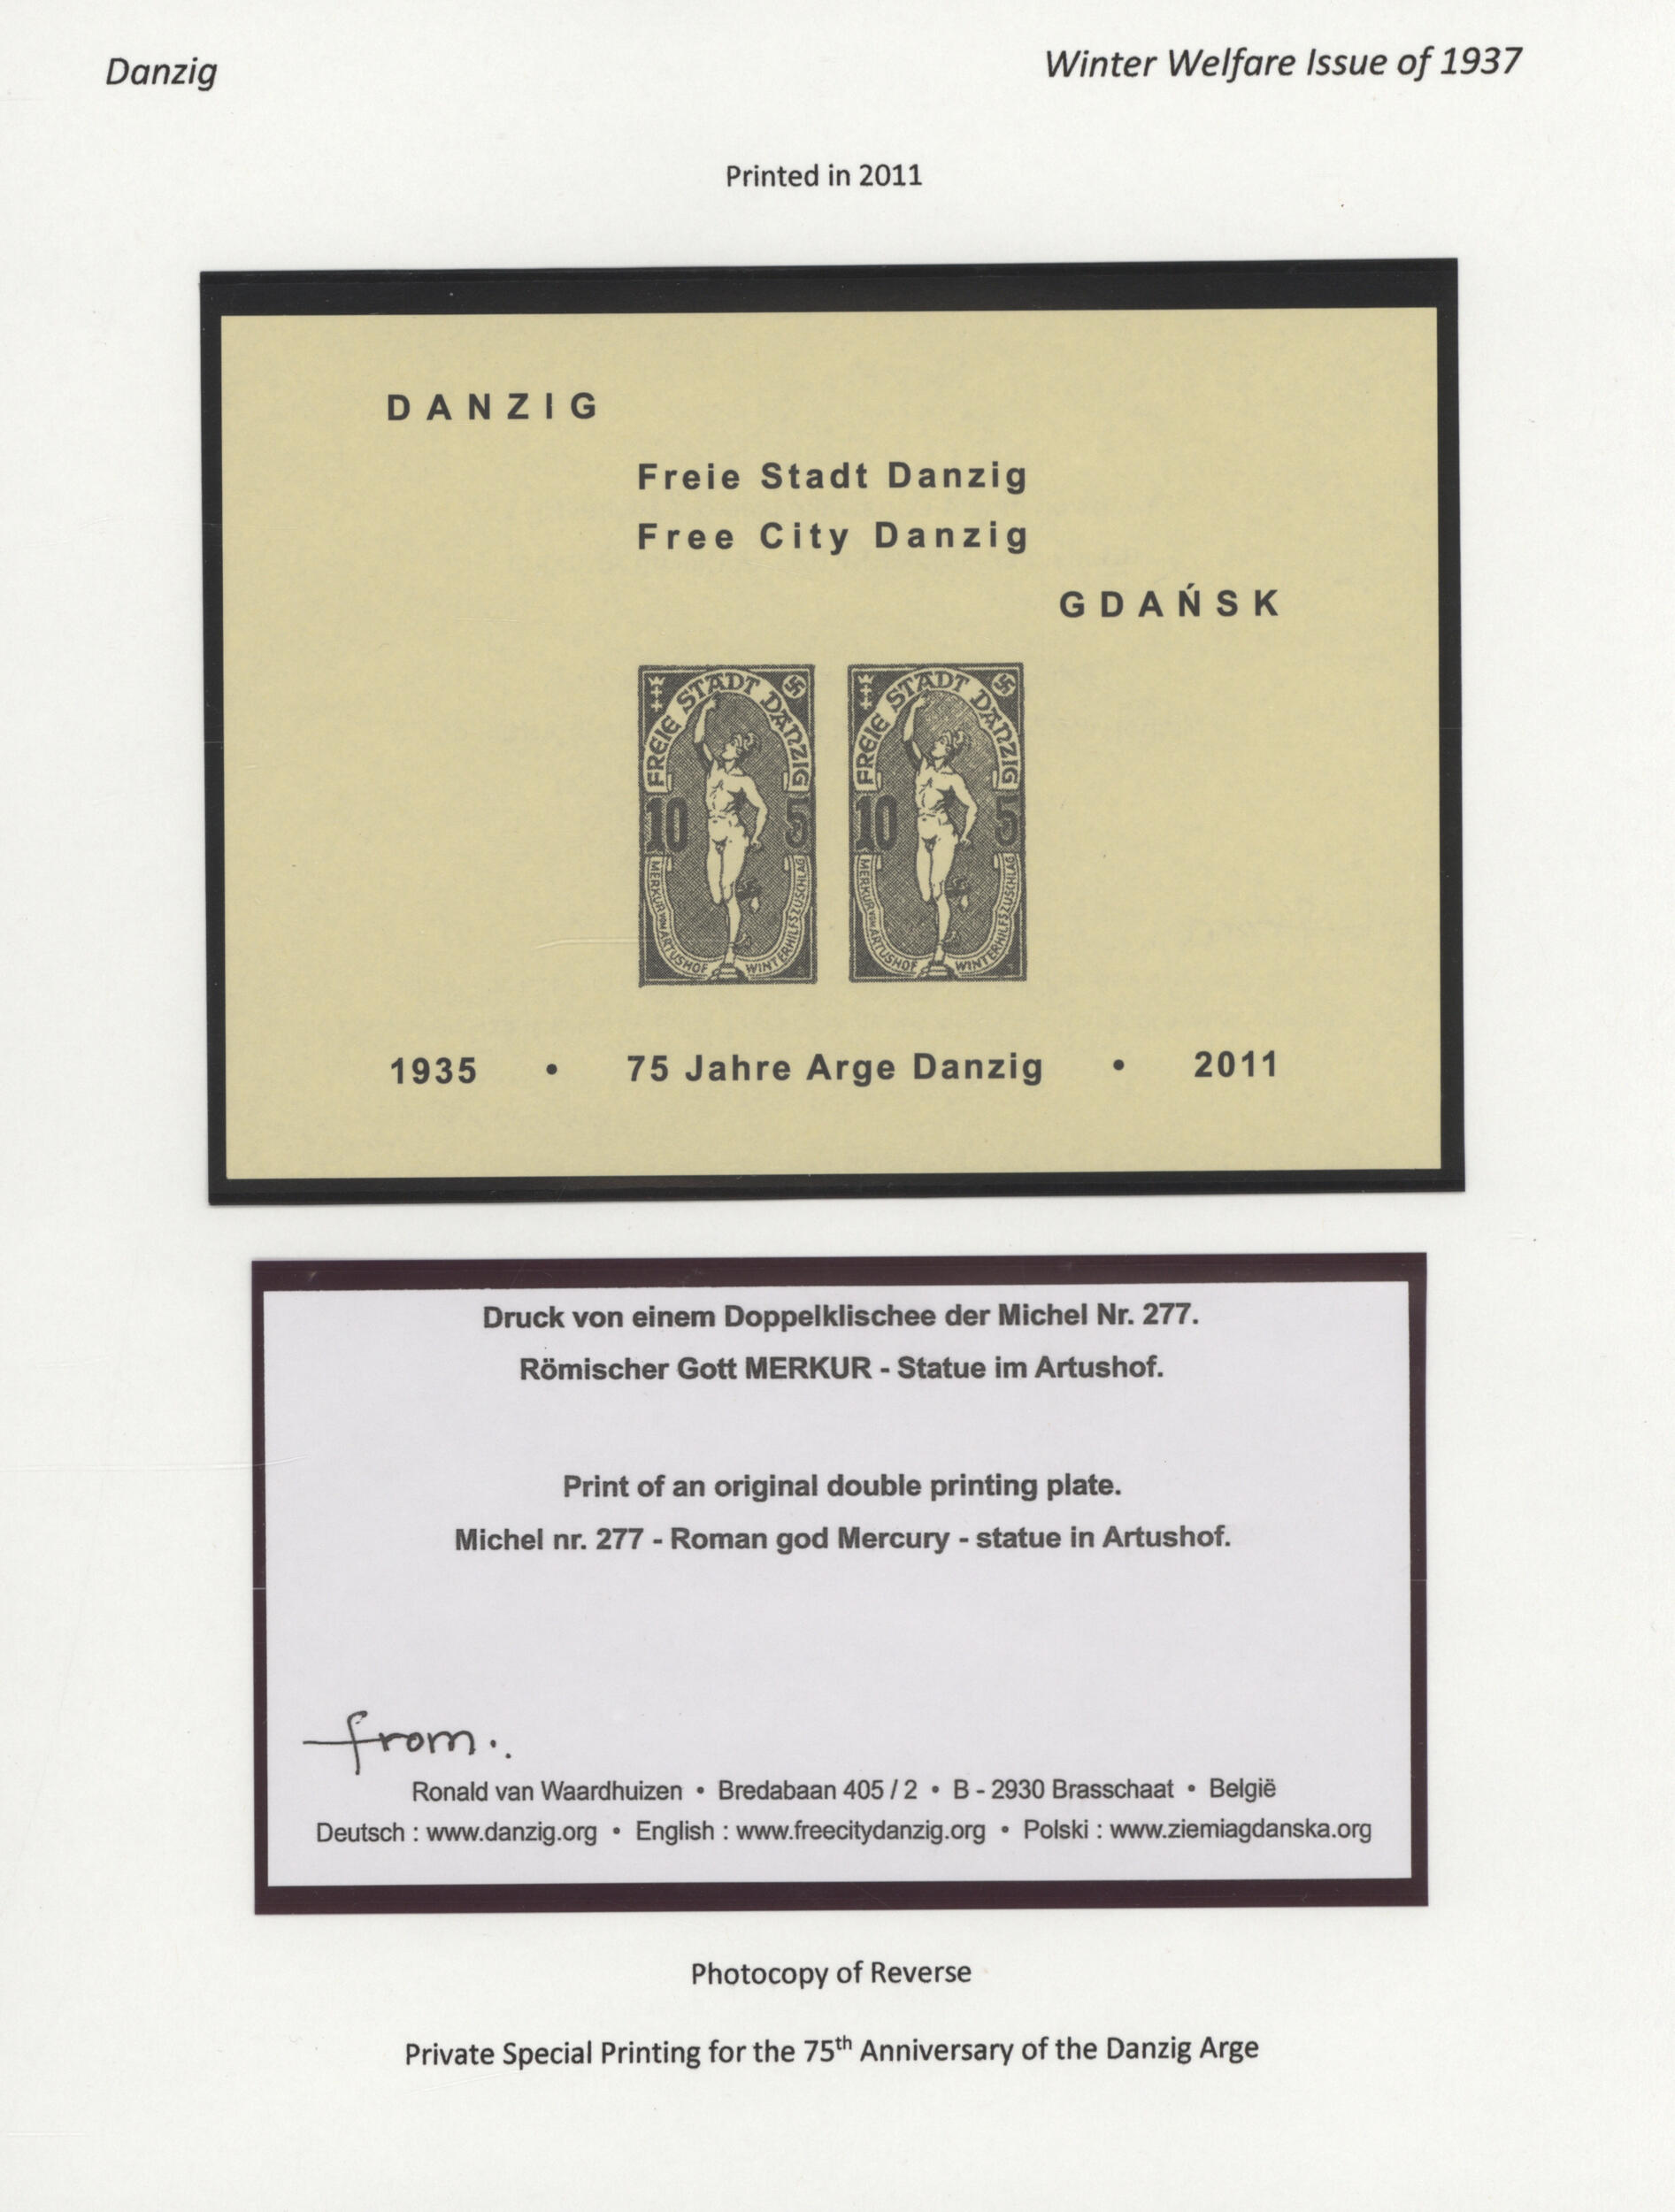 Danzig
Winter Welfare Issue of 1937
Printed in 2011
DANZIG
Freie Stadt Danzig
Free City Danzig
GDAŃSK
FREIE STADT DANZIG
10 5
MERKUR VOM ARTUSHOF WINTERHILFSZUSCHLAG
FREIE STADT DANZIG
10 5
MERKUR VOM ARTUSHOF WINTERHILFSZUSCHLAG
1935 • 75 Jahre Arge Danzig • 2011
Druck von einem Doppelklischee der Michel Nr. 277.
Römischer Gott MERKUR - Statue im Artushof.
Print of an original double printing plate.
Michel nr. 277 - Roman god Mercury - statue in Artushof.
from..
Ronald van Waardhuizen • Bredabaan 405 / 2 • B - 2930 Brasschaat • België
Deutsch : www.danzig.org • English : www.freecitydanzig.org • Polski : www.ziemiagdanska.org
Photocopy of Reverse
Private Special Printing for the 75th Anniversary of the Danzig Arge